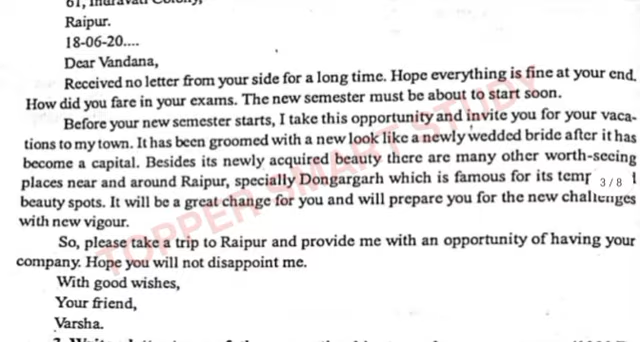 61, Indravati Colony,
Raipur.
18-06-20....
Dear Vandana,
Received no letter from your side for a long time. Hope everything is fine at your end.
How did you fare in your exams. The new semester must be about to start soon.
Before your new semester starts, I take this opportunity and invite you for your vaca-
tions to my town. It has been groomed with a new look like a newly wedded bride after it has
become a capital. Besides its newly acquired beauty there are many other worth-seeing
places near and around Raipur, specially Dongargarh which is famous for its
3 / 8
beauty spots. It will be a great change for you and will prepare you for the new challenges
with new vigour.
So, please take a trip to Raipur and provide me with an opportunity of having your
company. Hope you will not disappoint me.
With good wishes,
Your friend,
Varsha.
TOPPER SMART STUDY